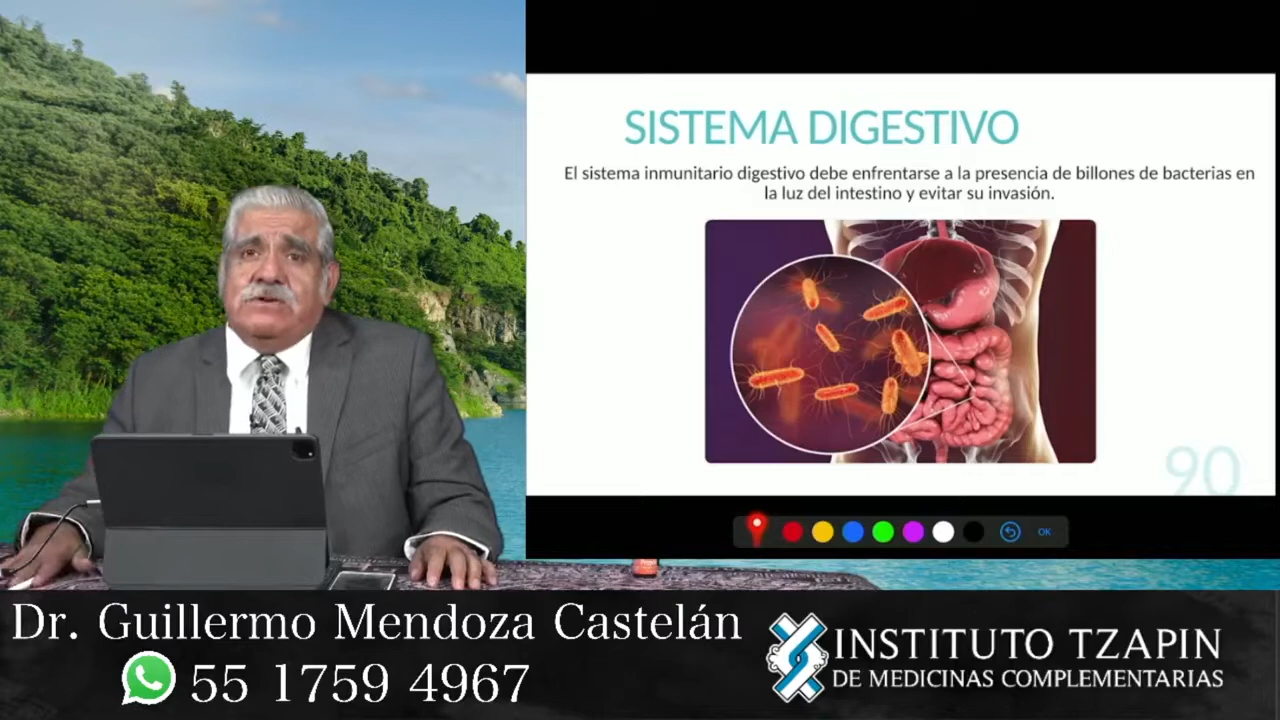 SISTEMA DIGESTIVO
El sistema inmunitario digestivo debe enfrentarse a la presencia de billones de bacterias en
la luz del intestino y evitar su invasión.
90
OK
Dr. Guillermo Mendoza Castelán
55 1759 4967
INSTITUTO TZAPIN
DE MEDICINAS COMPLEMENTARIAS